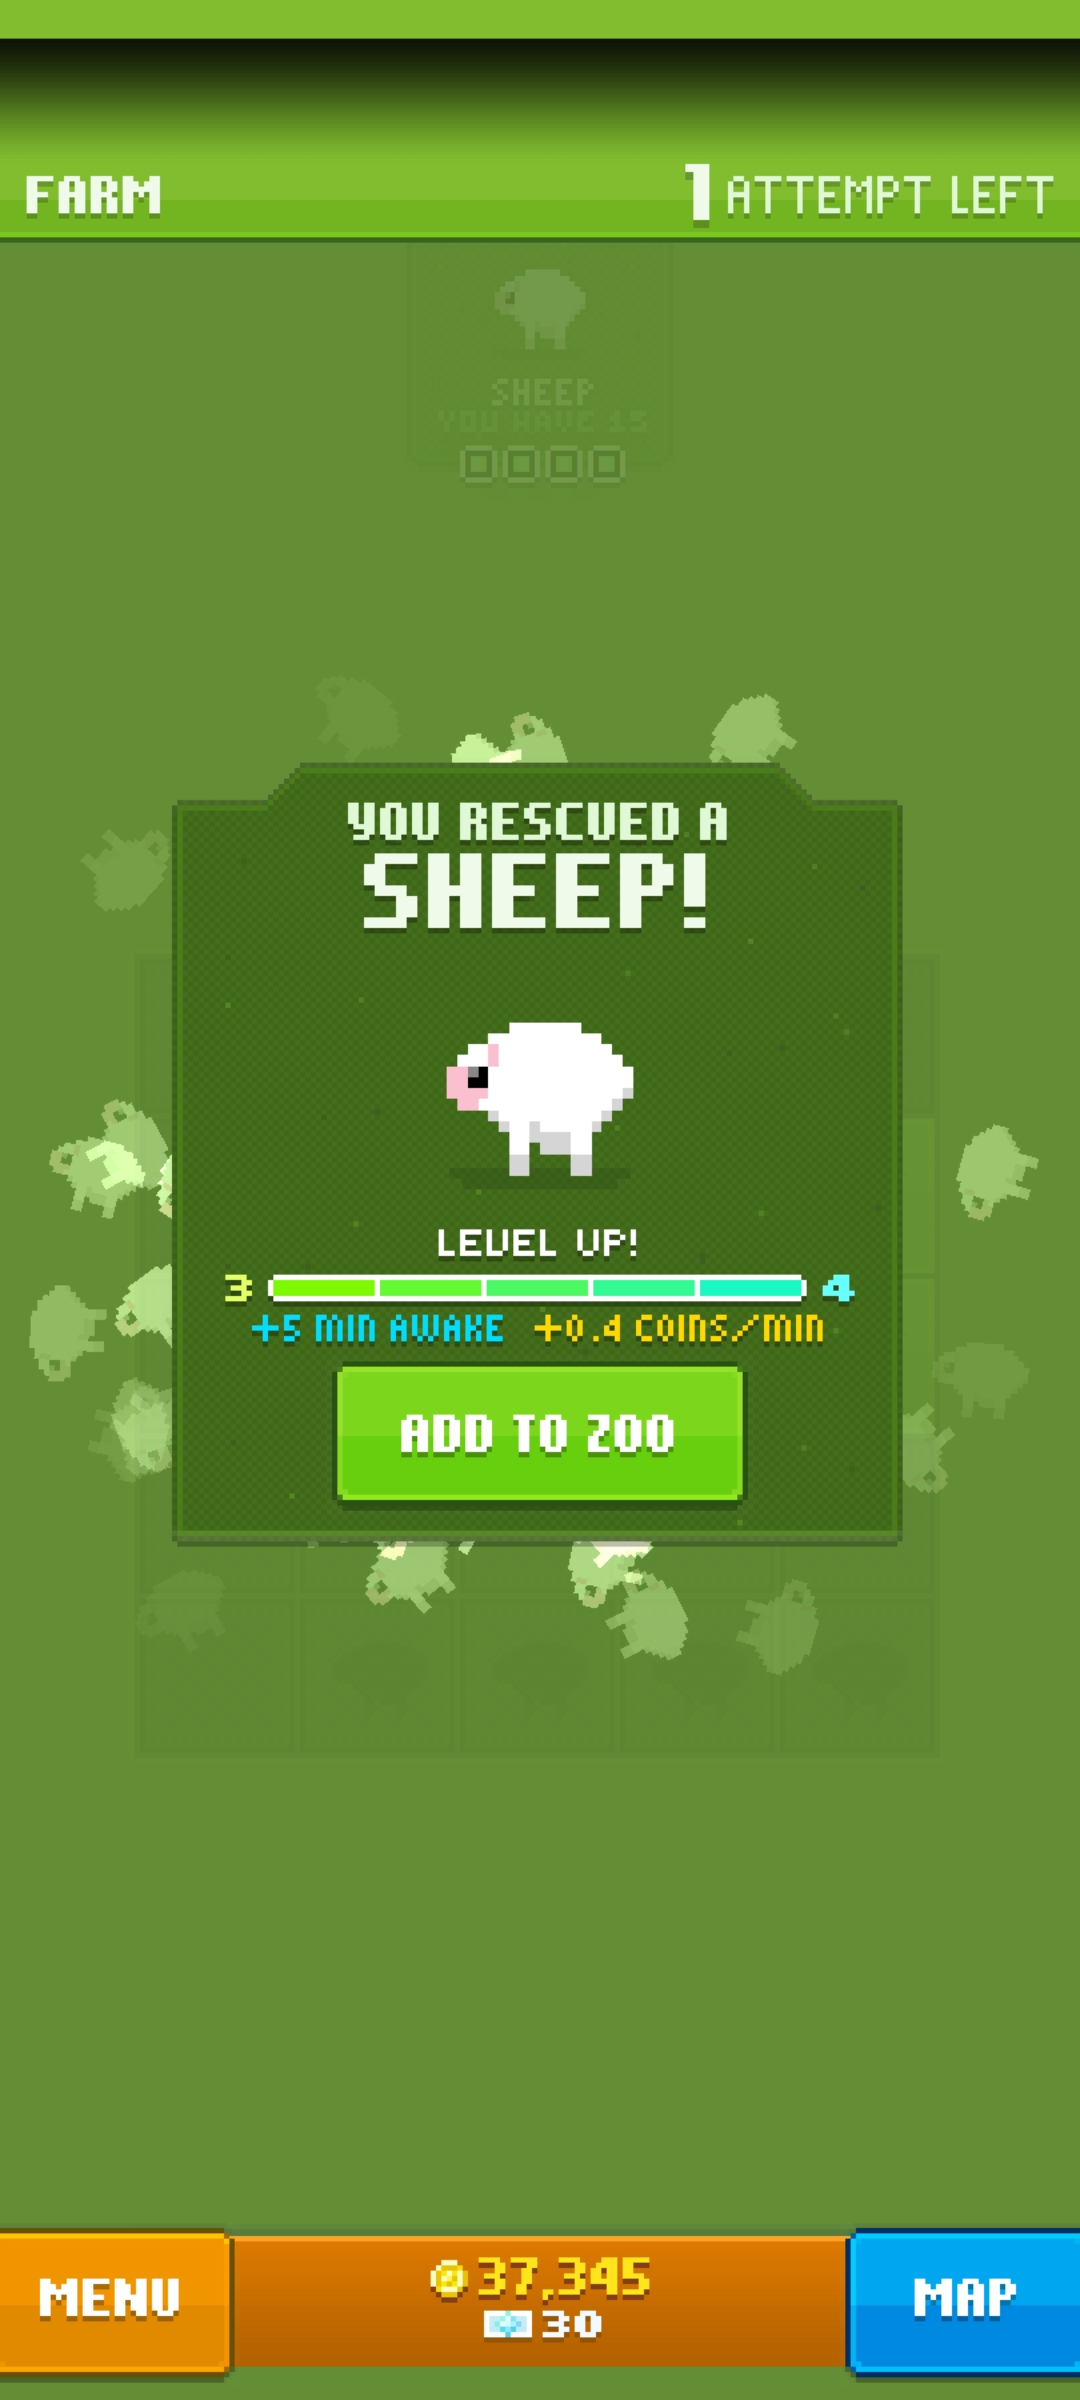 FARM
1 ATTEMPT LEFT
SHEEP
YOU HAVE 15
YOU RESCUED A
SHEEP!
LEVEL UP!
3 4
+5 MIN AWAKE +0.4 COINS/MIN
ADD TO ZOO
MENU
37,345
30
MAP